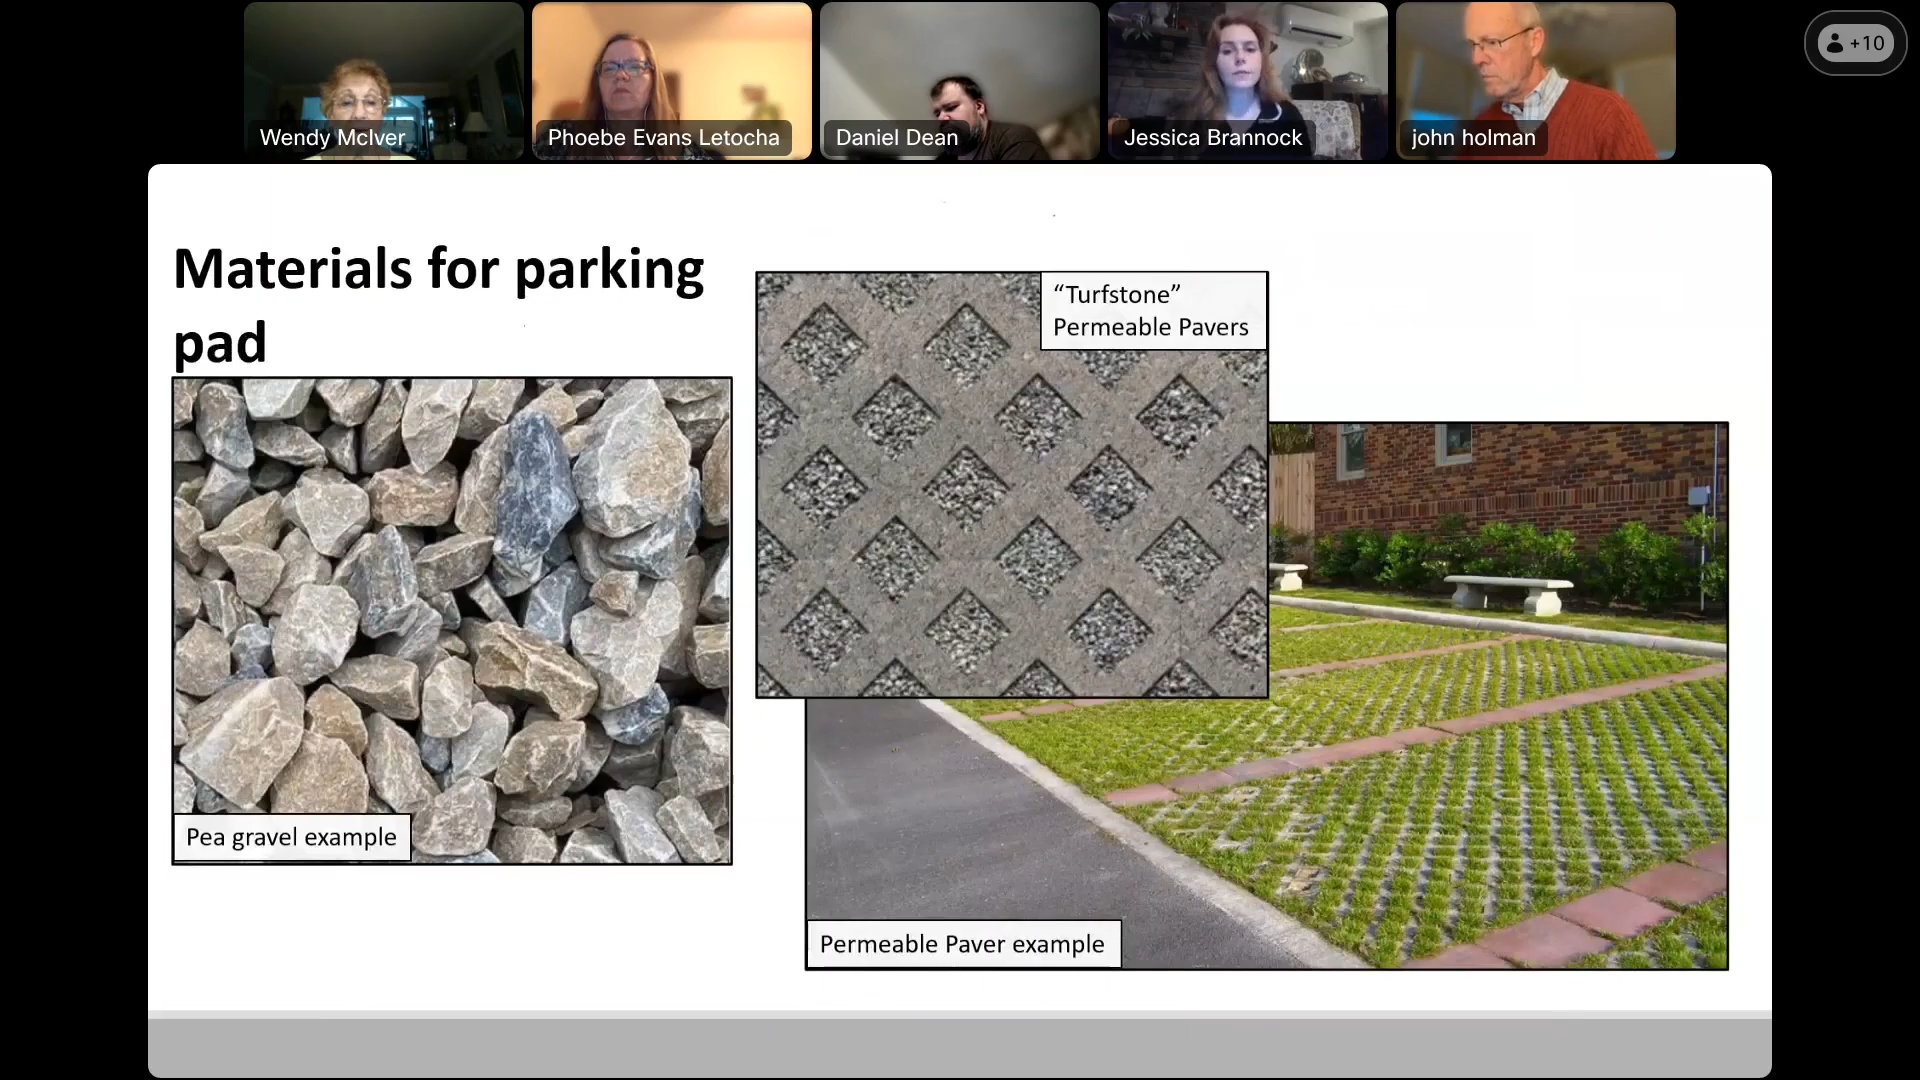 Wendy McIver
Phoebe Evans Letocha
Daniel Dean
Jessica Brannock
john holman
+10
Materials for parking
pad
“Turfstone”
Permeable Pavers
Pea gravel example
Permeable Paver example